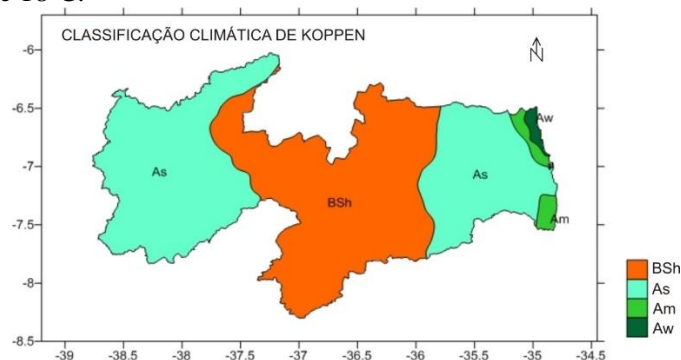 CLASSIFICAÇÃO CLIMÁTICA DE KOPPEN
N
-6
-6.5
-7
-7.5
-8
-8.5
As
BSh
As
Aw
Am
BSh
As
Am
Aw
-39
-38.5
-38
-37.5
-37
-36.5
-36
-35.5
-35
-34.5